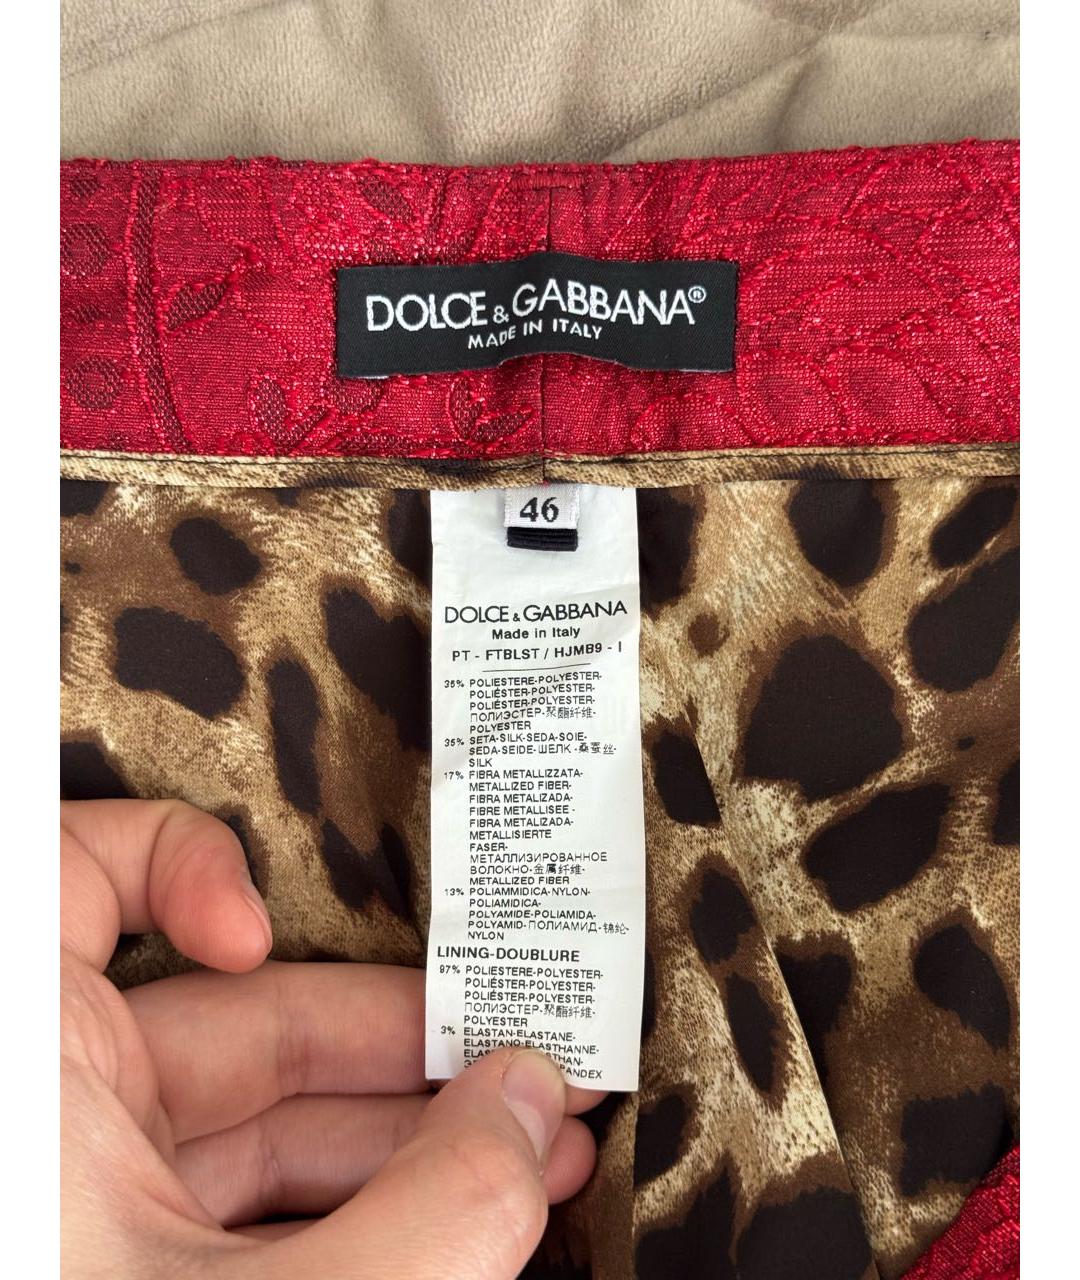 DOLCE & GABBANA®
MADE IN ITALY
46
DOLCE & GABBANA
Made in Italy
PT - FTBLST / HJMB9 - I
35% POLIESTERE-POLYESTER-
POLIÉSTER-POLYESTER-
POLIÉSTER-POLYESTER-
ПОЛИЭСТЕР-聚酯纤维-
POLYESTER
35% SETA-SILK-SEDA-SOIE-
SEDA-SEIDE-ШЕЛК-桑蚕丝-
SILK
17% FIBRA METALLIZZATA-
METALLIZED FIBER-
FIBRA METALIZADA-
FIBRE METALLISEE-
FIBRA METALIZADA-
METALLISIERTE
FASER-
МЕТАЛЛИЗИРОВАННОЕ
ВОЛОКНО-金属纤维-
METALLIZED FIBER
13% POLIAMMIDICA-NYLON-
POLIAMIDICA-
POLYAMIDE-POLIAMIDA-
POLYAMID-ПОЛИАМИД-锦纶-
NYLON
LINING-DOUBLURE
97% POLIESTERE-POLYESTER-
POLIÉSTER-POLYESTER-
POLIÉSTER-POLYESTER-
ПОЛИЭСТЕР-聚酯纤维-
POLYESTER
3% ELASTAN-ELASTANE-
ELASTANO-ELASTHANNE-